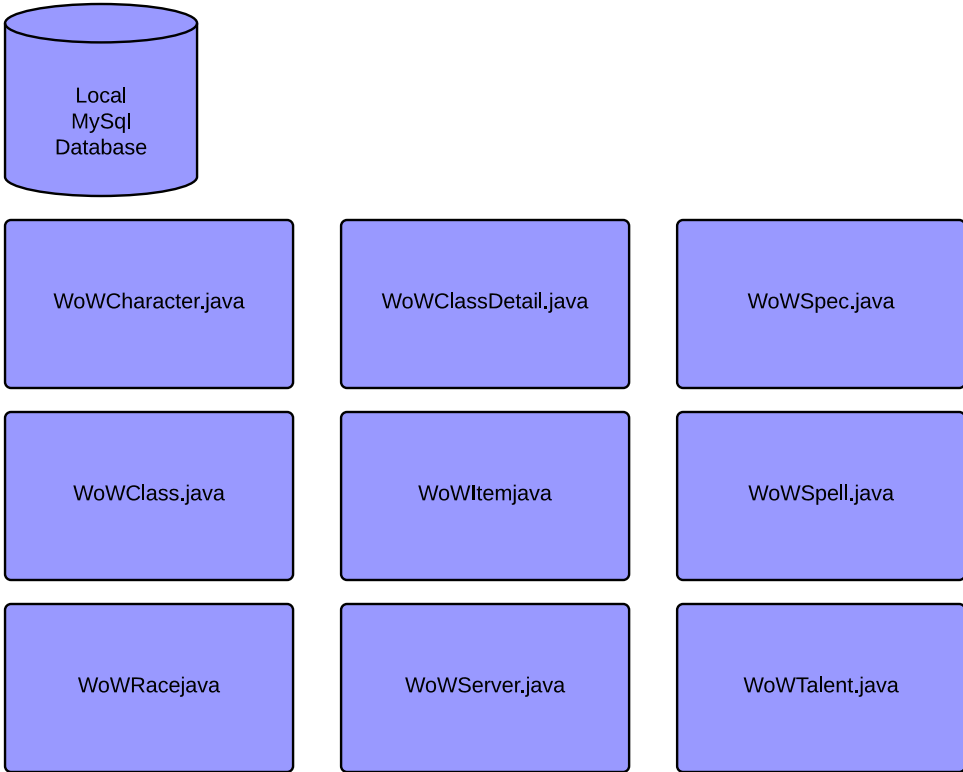 Local
MySql
Database
WoWCharacter.java
WoWClassDetail.java
WoWSpec.java
WoWClass.java
WoWItemjava
WoWSpell.java
WoWRacejava
WoWServer.java
WoWTalent.java